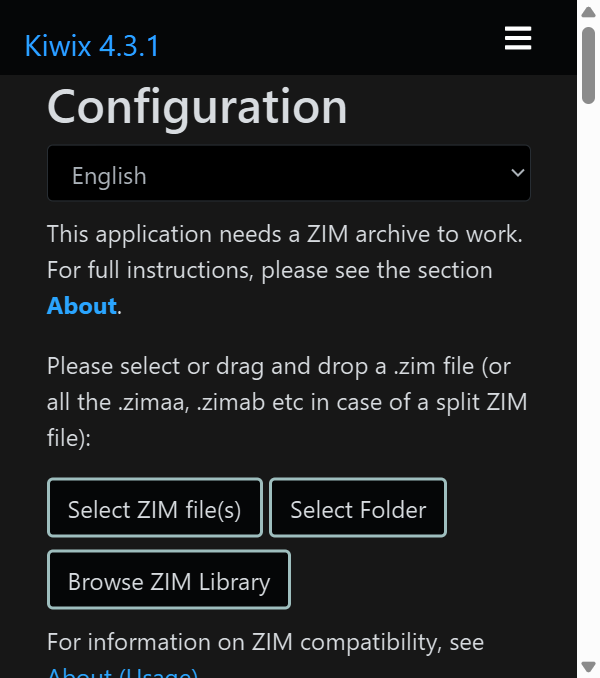 Kiwix 4.3.1
Configuration
English
This application needs a ZIM archive to work.
For full instructions, please see the section
About.
Please select or drag and drop a .zim file (or
all the .zimaa, .zimab etc in case of a split ZIM
file):
Select ZIM file(s) Select Folder
Browse ZIM Library
For information on ZIM compatibility, see
About (Usage)